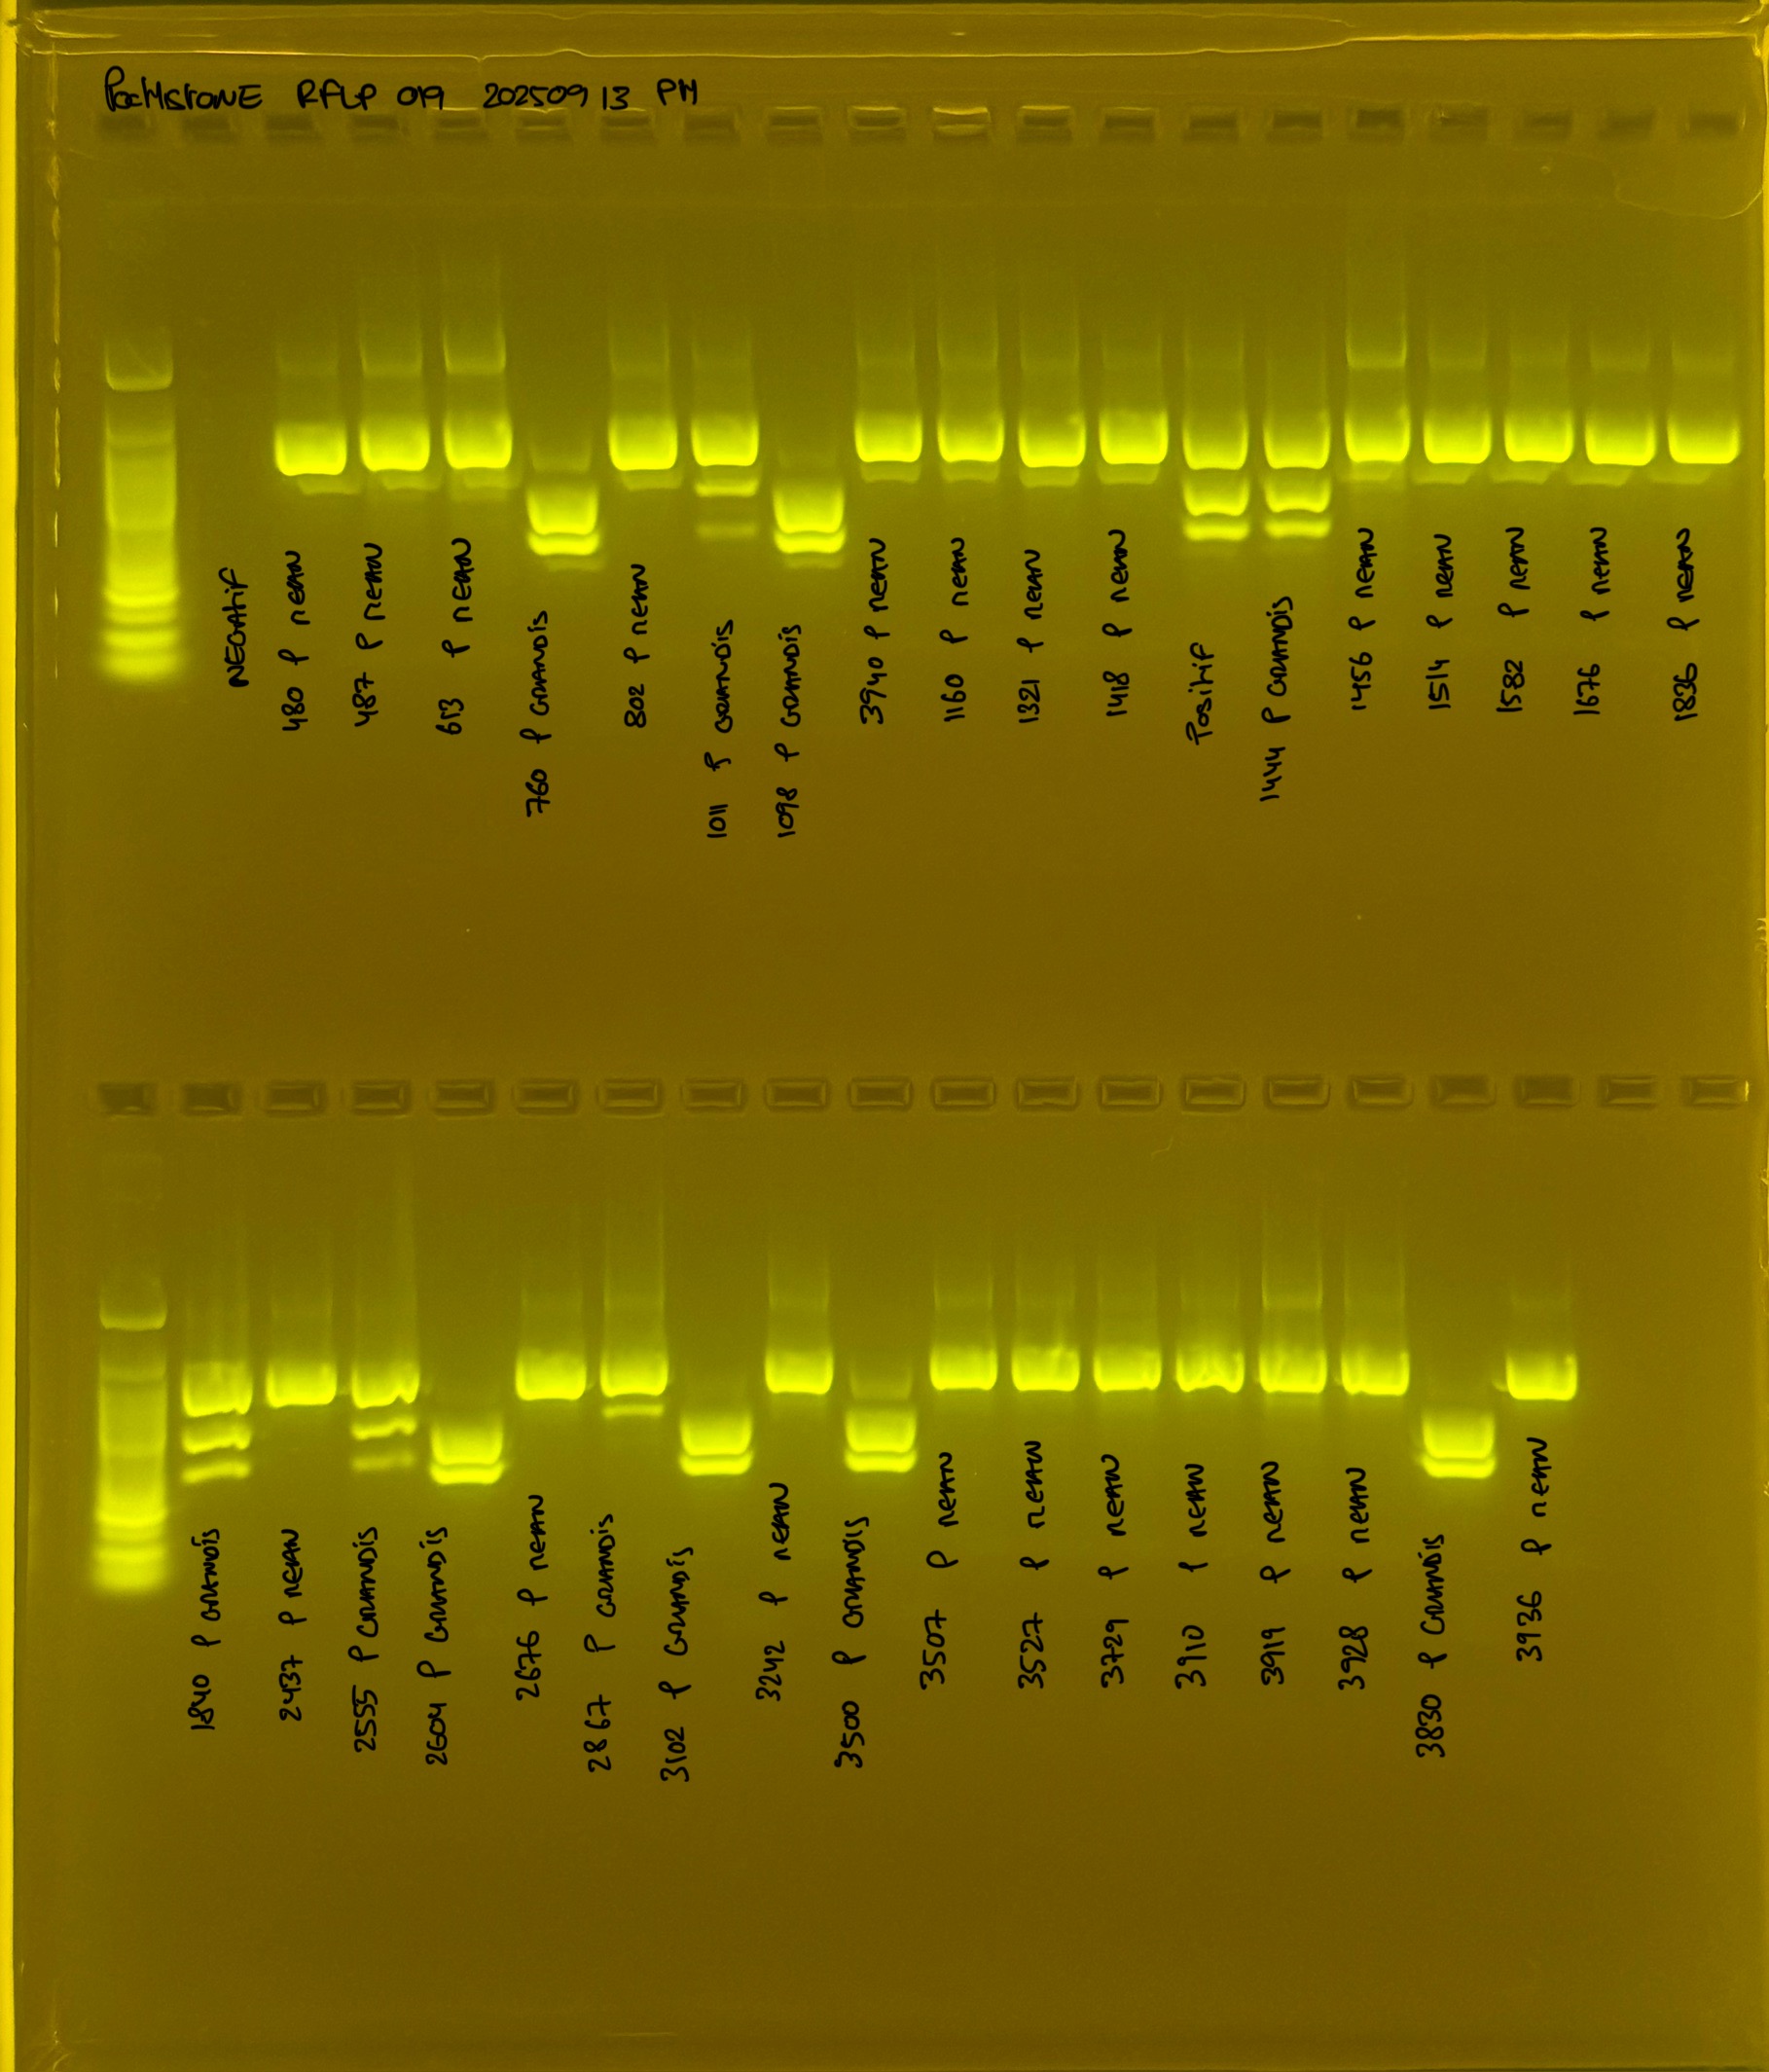 RFLP 019 20250913 PM
NEGATIF
480 P nean
487 P nean
613 P nean
760 P GRANDIS
802 P nean
1011 P GRANDIS
1098 P GRANDIS
3940 P nean
1160 P nean
1321 P nean
1418 P nean
Positif
1444 P GRANDIS
1456 P nean
1514 P nean
1582 P nean
1676 P nean
1836 P nean
1840 P GRANDIS
2437 P nean
2555 P GRANDIS
2604 P GRANDIS
2676 P nean
2867 P GRANDIS
3102 P GRANDIS
3242 P nean
3500 P GRANDIS
3507 P nean
3527 P nean
3729 P nean
3910 P nean
3919 P nean
3928 P nean
3830 P GRANDIS
3936 P nean